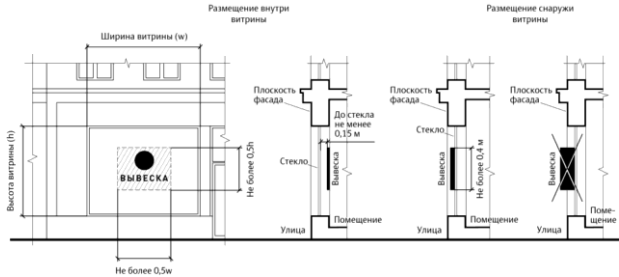 Размещение внутри
витрины
Размещение снаружи
витрины
Ширина витрины (w)
Высота витрины (h)
ВЫВЕСКА
Не более 0,5h
Не более 0,5w
Плоскость
фасада
До стекла
не менее
0,15 м
Стекло
Вывеска
Помещение
Улица
Плоскость
фасада
Стекло
Вывеска
Не более 0,4 м
Помещение
Улица
Плоскость
фасада
Вывеска
Поме-
щение
Улица